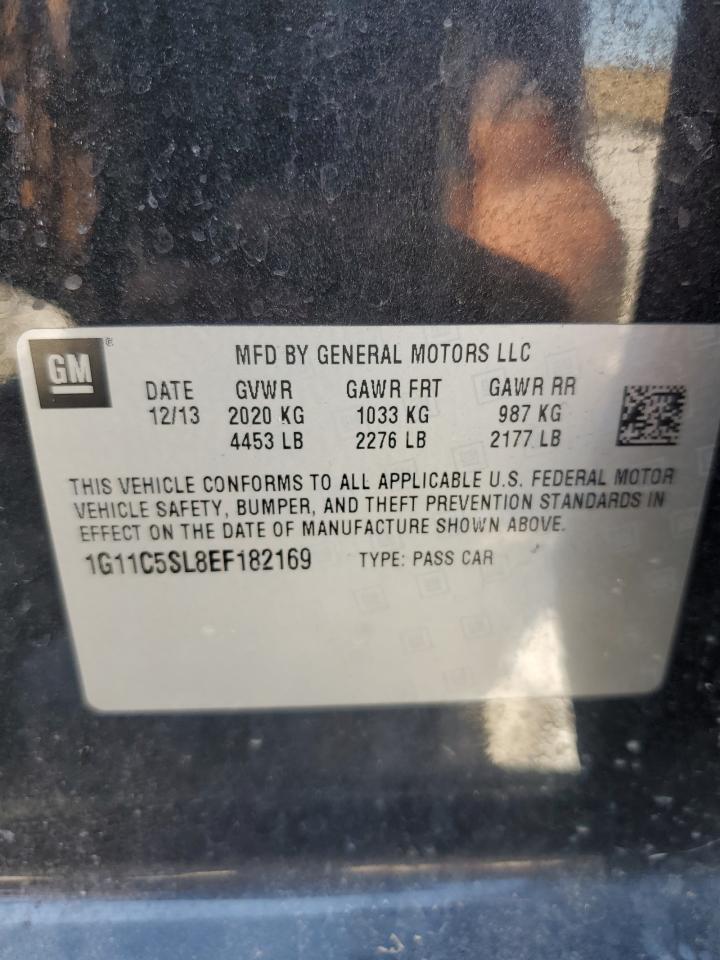 GM ® MFD BY GENERAL MOTORS LLC
DATE GVWR GAWR FRT GAWR RR
12/13 2020 KG 1033 KG 987 KG
4453 LB 2276 LB 2177 LB
THIS VEHICLE CONFORMS TO ALL APPLICABLE U.S. FEDERAL MOTOR
VEHICLE SAFETY, BUMPER, AND THEFT PREVENTION STANDARDS IN
EFFECT ON THE DATE OF MANUFACTURE SHOWN ABOVE.
1G11C5SL8EF182169 TYPE: PASS CAR